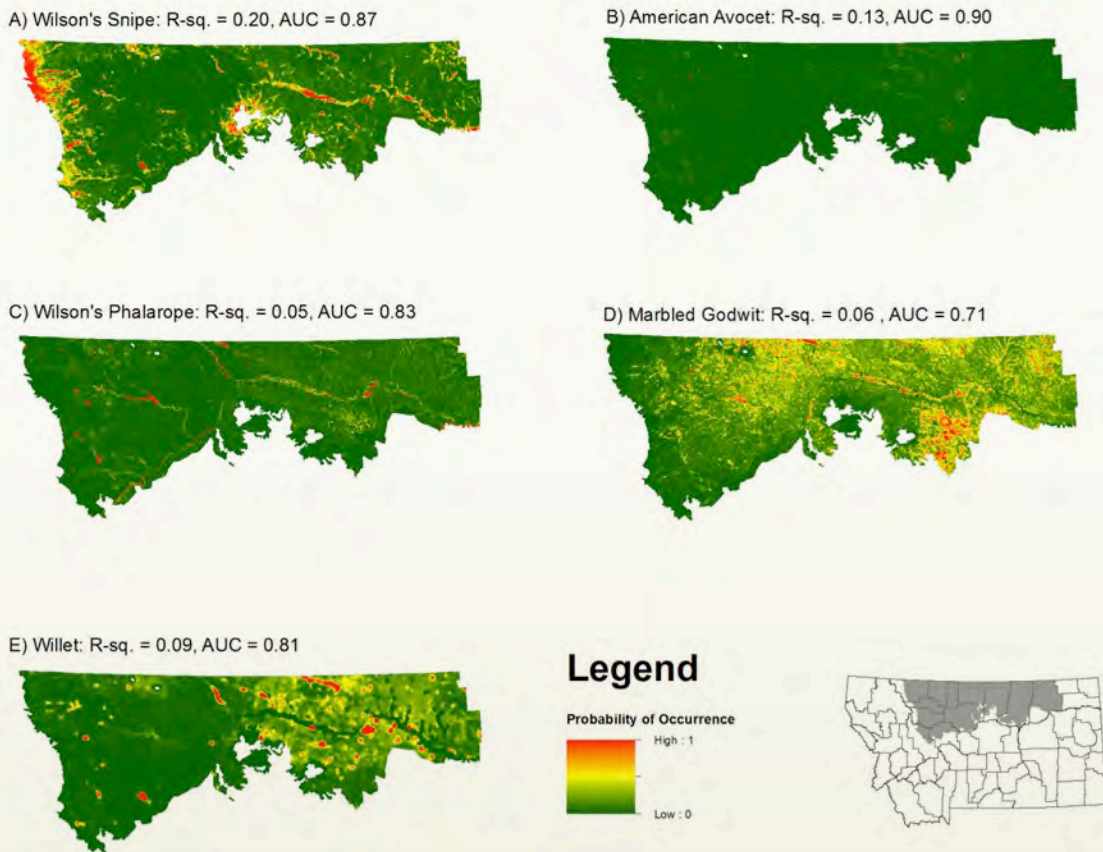 A) Wilson's Snipe: R-sq. = 0.20, AUC = 0.87
B) American Avocet: R-sq. = 0.13, AUC = 0.90
C) Wilson's Phalarope: R-sq. = 0.05, AUC = 0.83
D) Marbled Godwit: R-sq. = 0.06 , AUC = 0.71
E) Willet: R-sq. = 0.09, AUC = 0.81
Legend
Probability of Occurrence
High : 1
Low : 0